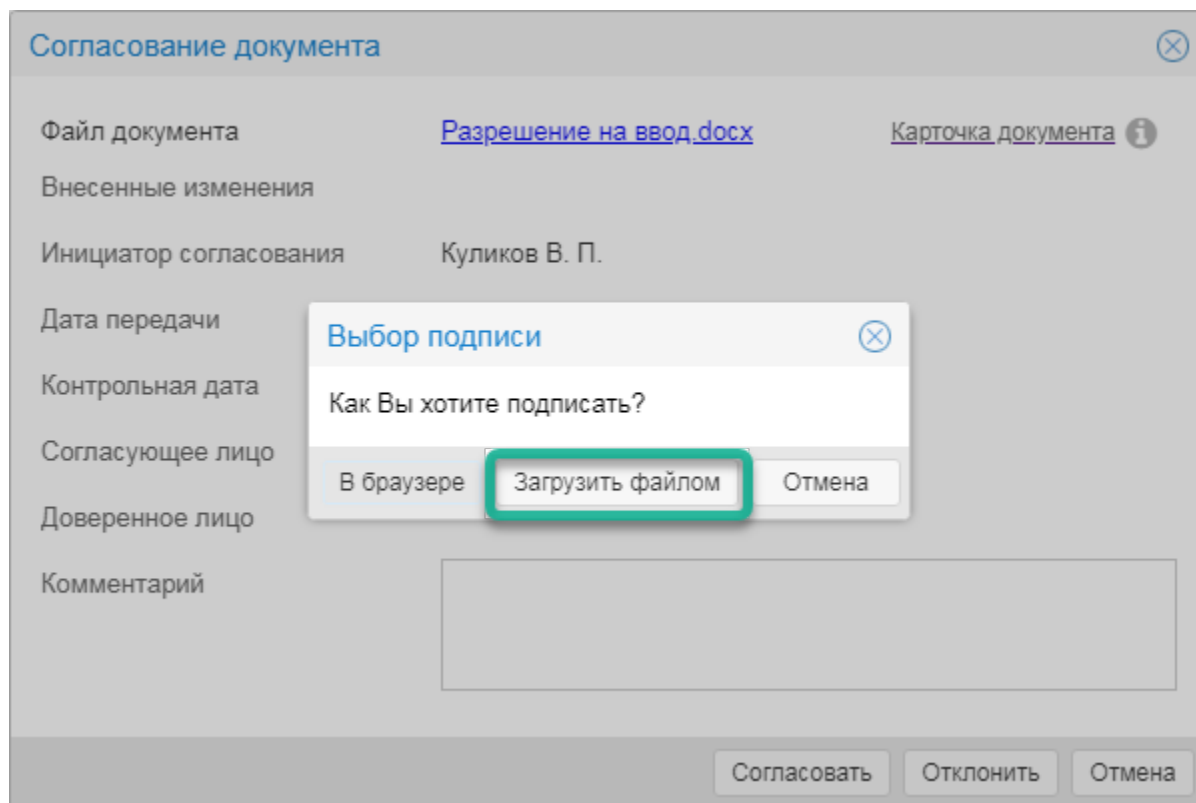 Согласование документа
Файл документа Разрешение на ввод.docx Карточка документа
Внесенные изменения
Инициатор согласования Куликов В. П.
Дата передачи
Выбор подписи
Контрольная дата
Как Вы хотите подписать?
Согласующее лицо
В браузере Загрузить файлом Отмена
Доверенное лицо
Комментарий
Согласовать Отклонить Отмена